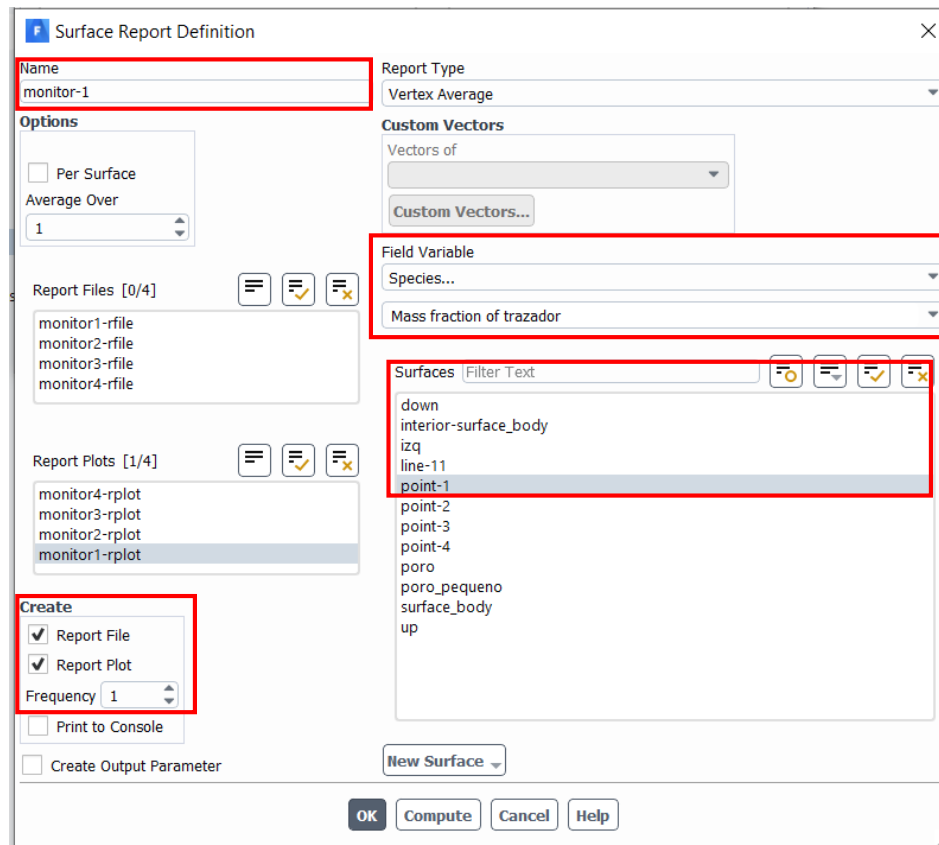 Surface Report Definition
Name
monitor-1
Options
Per Surface
Average Over
1
Report Files [0/4]
monitor1-rfile
monitor2-rfile
monitor3-rfile
monitor4-rfile
Report Plots [1/4]
monitor4-rplot
monitor3-rplot
monitor2-rplot
monitor1-rplot
Create
Report File
Report Plot
Frequency 1
Print to Console
Create Output Parameter
Report Type
Vertex Average
Custom Vectors
Vectors of
Custom Vectors...
Field Variable
Species...
Mass fraction of trazador
Surfaces Filter Text
down
interior-surface_body
izq
line-11
point-1
point-2
point-3
point-4
poro
poro_pequeno
surface_body
up
New Surface
OK Compute Cancel Help